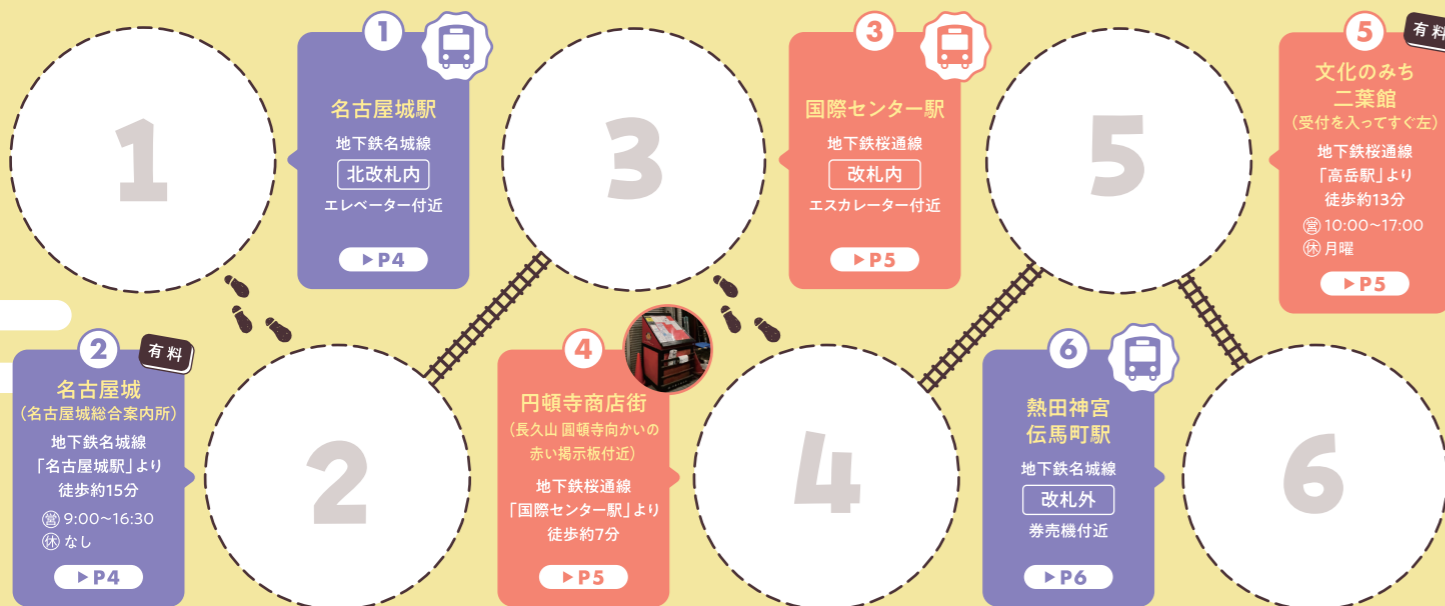 1
1
名古屋城駅
地下鉄名城線
北改札内
エレベーター付近
▶P4
3
3
国際センター駅
地下鉄桜通線
改札内
エスカレーター付近
▶P5
5
5
有料
文化のみち
二葉館
(受付を入ってすぐ左)
地下鉄桜通線
「高岳駅」より
徒歩約13分
営 10:00~17:00
休 月曜
▶P5
2
有料
名古屋城
(名古屋城総合案内所)
地下鉄名城線
「名古屋城駅」より
徒歩約15分
営 9:00~16:30
休 なし
▶P4
2
4
円頓寺商店街
(長久山 圓頓寺向かいの
赤い掲示板付近)
地下鉄桜通線
「国際センター駅」より
徒歩約7分
▶P5
4
6
熱田神宮
伝馬町駅
地下鉄名城線
改札外
券売機付近
▶P6
6